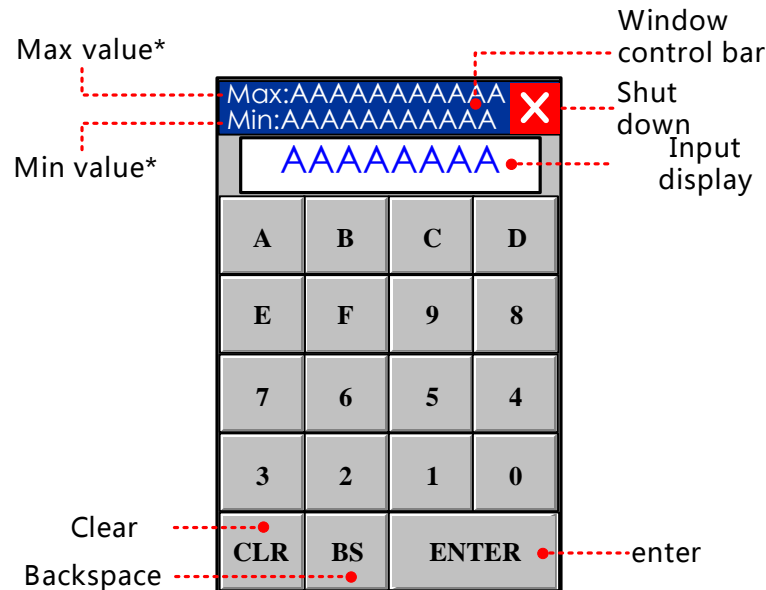 Window
Max value*
control bar
Max:AAAAAAAAAAA
Min:AAAAAAAAAAA
X
Shut
down
Min value*
AAAAAAAA
Input
display
A B C D
E F 9 8
7 6 5 4
3 2 1 0
Clear
CLR BS ENTER
enter
Backspace